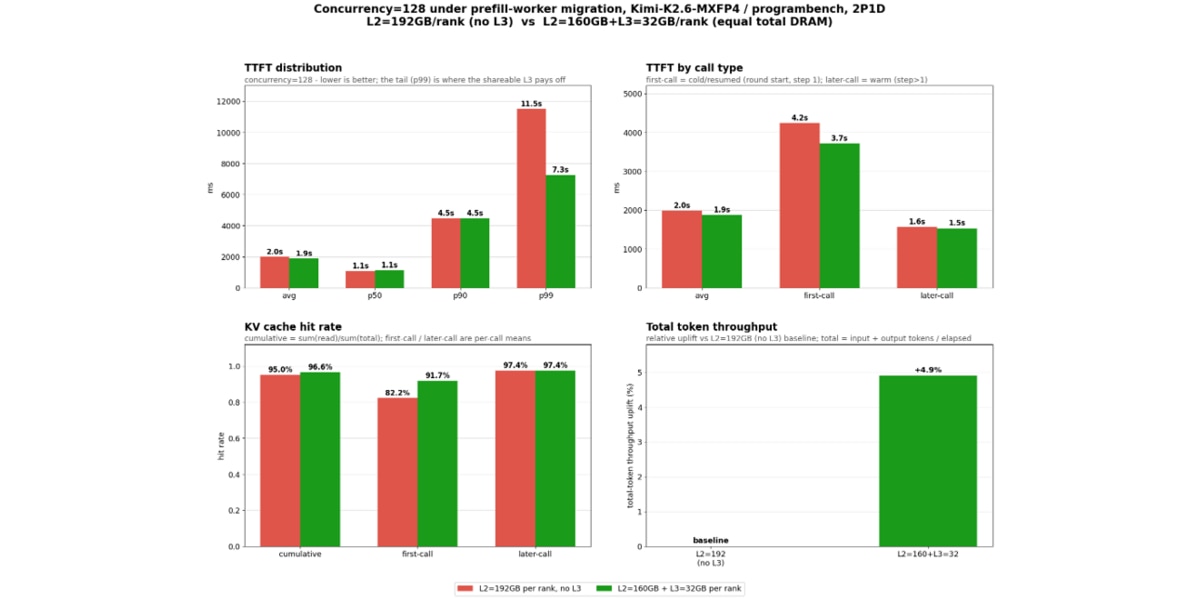 Concurrency=128 under prefill-worker migration, Kimi-K2.6-MXFP4 / programbench, 2P1D
L2=192GB/rank (no L3)  vs  L2=160GB+L3=32GB/rank (equal total DRAM)
TTFT distribution
concurrency=128 - lower is better; the tail (p99) is where the shareable L3 pays off
ms
12000
10000
8000
6000
4000
2000
0
2.0s
1.9s
1.1s
1.1s
4.5s
4.5s
11.5s
7.3s
avg
p50
p90
p99
TTFT by call type
first-call = cold/resumed (round start, step 1); later-call = warm (step>1)
ms
5000
4000
3000
2000
1000
0
2.0s
1.9s
4.2s
3.7s
1.6s
1.5s
avg
first-call
later-call
KV cache hit rate
cumulative = sum(read)/sum(total); first-call / later-call are per-call means
hit rate
1.0
0.8
0.6
0.4
0.2
0.0
95.0%
96.6%
82.2%
91.7%
97.4%
97.4%
cumulative
first-call
later-call
Total token throughput
relative uplift vs L2=192GB (no L3) baseline; total = input + output tokens / elapsed
total-token throughput uplift (%)
5
4
3
2
1
0
baseline
+4.9%
L2=192
(no L3)
L2=160+L3=32
L2=192GB per rank, no L3
L2=160GB + L3=32GB per rank